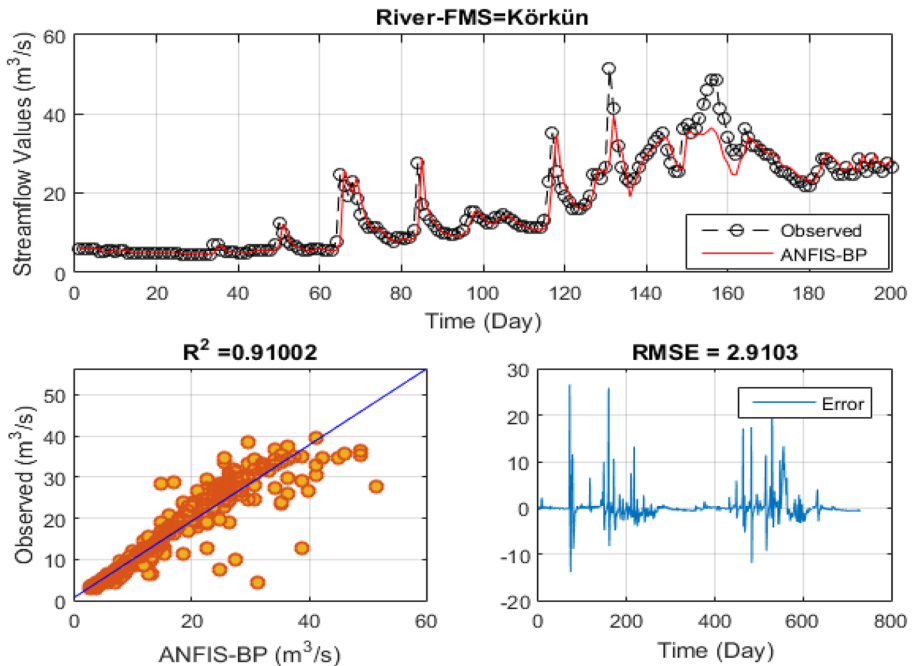 River-FMS=Körkün
Streamflow Values (m³/s)
60
40
20
0
0 20 40 60 80 100 120 140 160 180 200
Time (Day)
Observed
ANFIS-BP
R² =0.91002
Observed (m³/s)
50
40
30
20
10
0
0 20 40 60
ANFIS-BP (m³/s)
RMSE = 2.9103
30
20
10
0
-10
-20
0 200 400 600 800
Time (Day)
Error